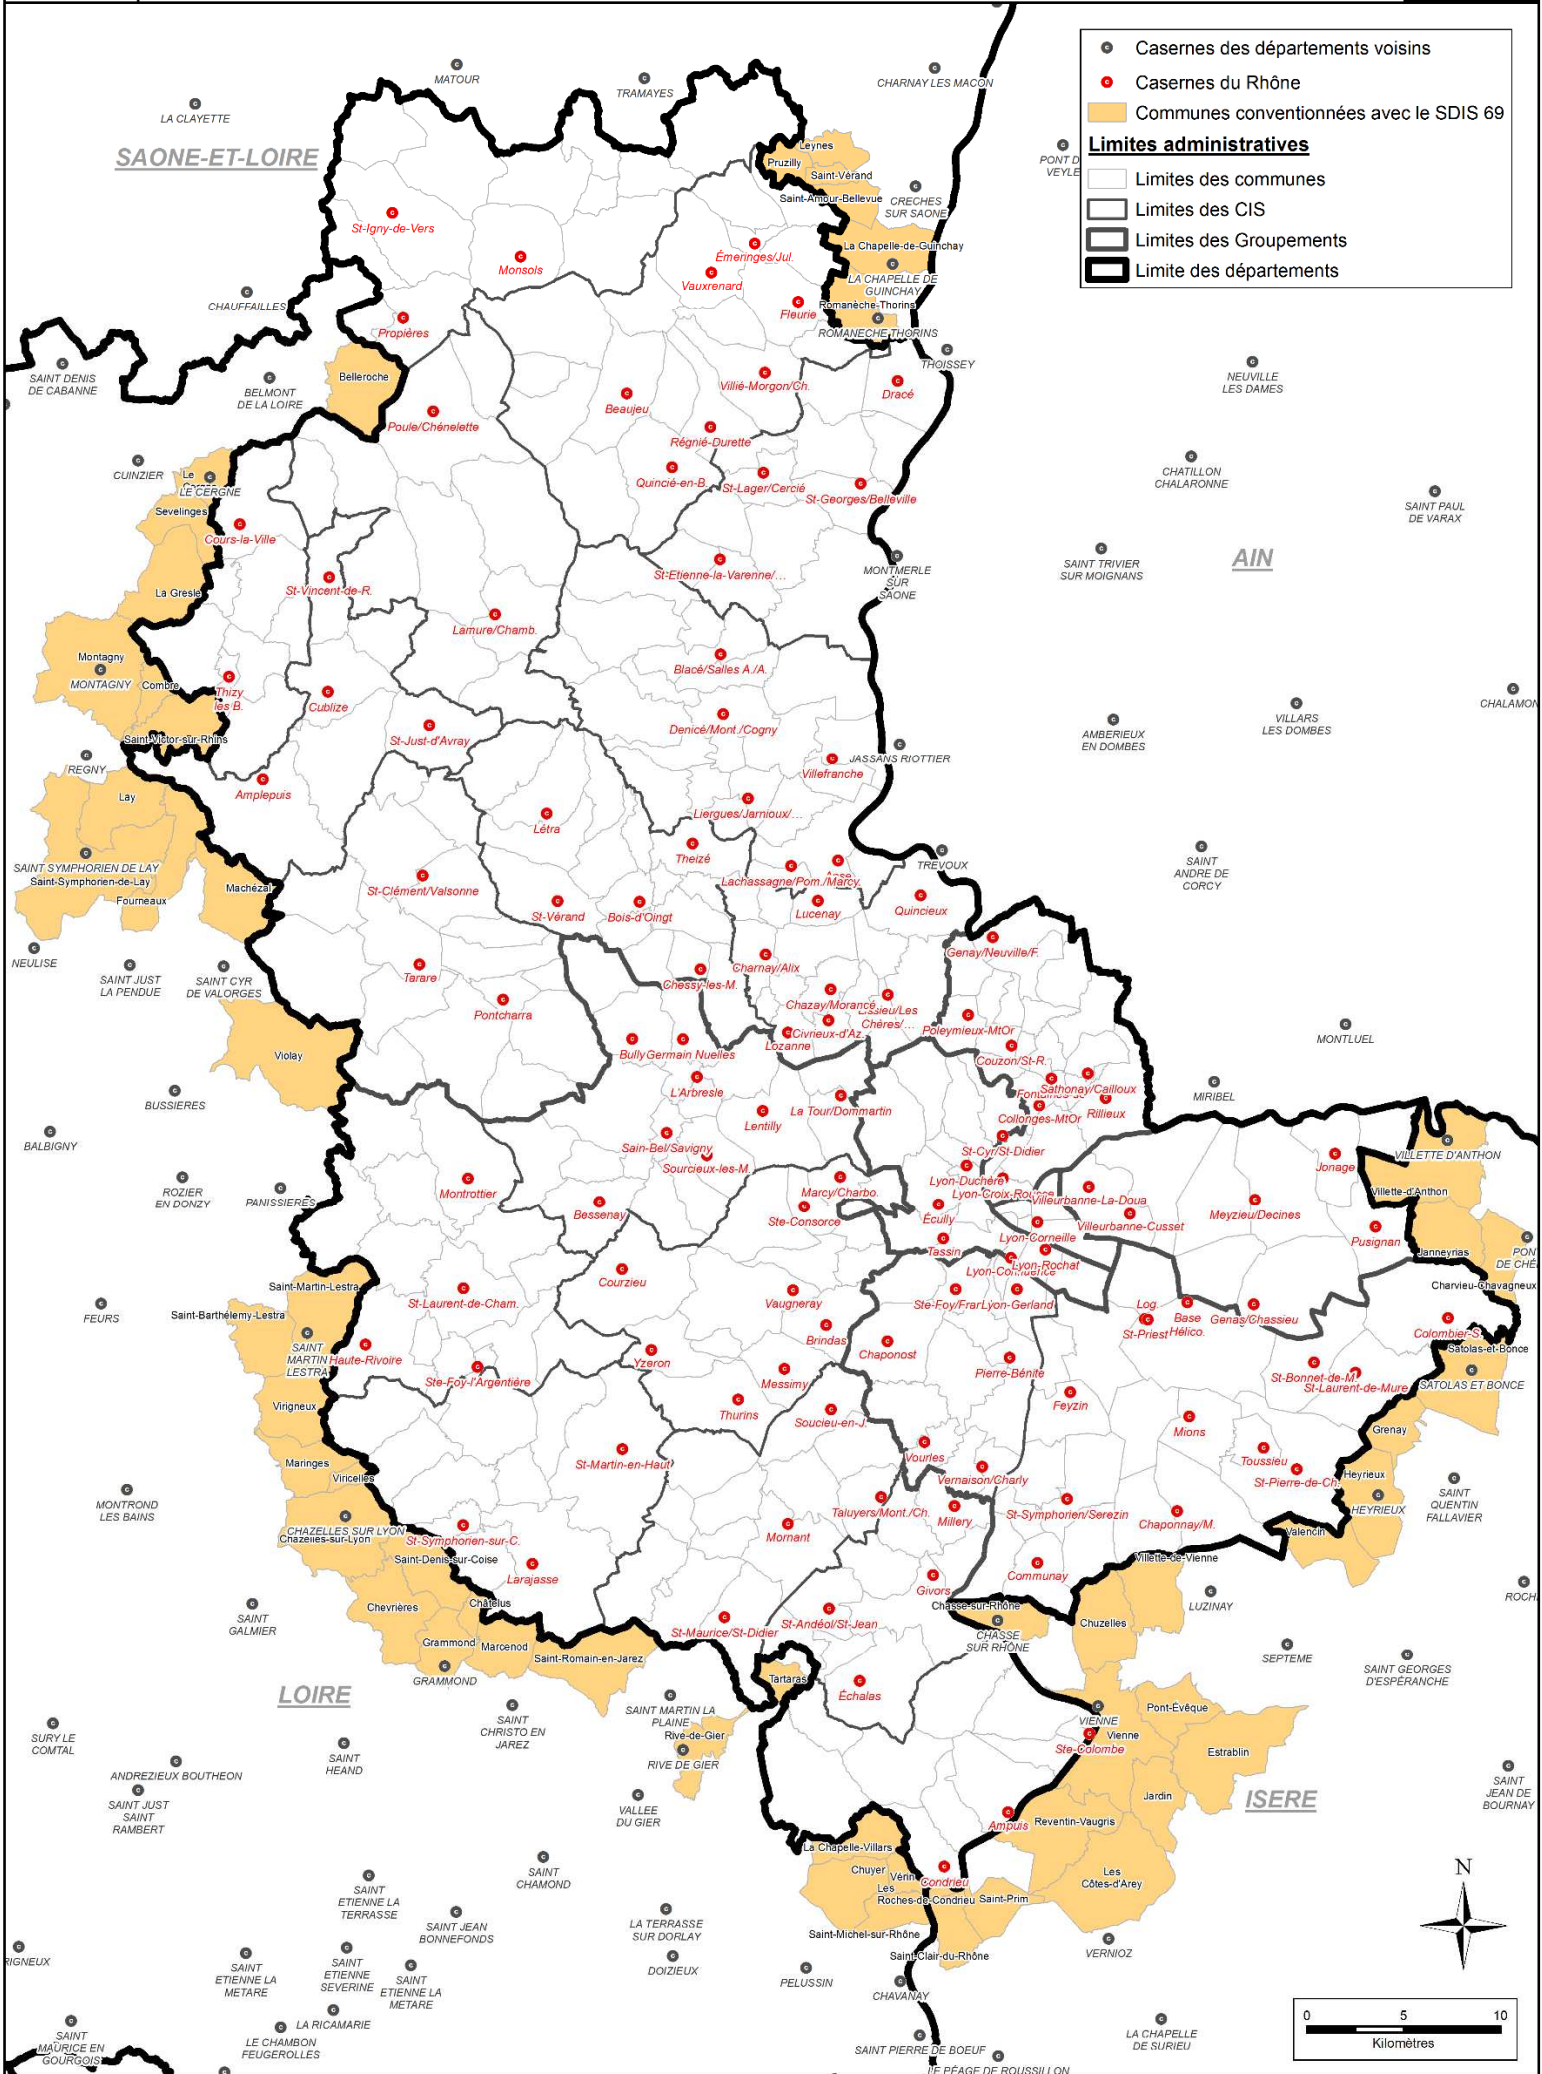 Casernes des départements voisins
Casernes du Rhône
Communes conventionnées avec le SDIS 69
Limites administratives
Limites des communes
Limites des CIS
Limites des Groupements
Limite des départements
MATOUR
TRAMAYES
CHARNAY LES MACON
LA CLAYETTE
SAONE-ET-LOIRE
Leynes
Pruzilly
Saint-Vérand
Saint-Amour-Bellevue
CRECHES
SUR SAONE
PONT D
VEYLE
St-Igny-de-Vers
Monsols
Émeringes/Jul.
Vauxrenard
La Chapelle-de-Guinchay
LA CHAPELLE DE
GUINCHAY
Fleurie
Romanèche-Thorins
ROMANECHE THORINS
CHAUFFAILLES
Propières
THOISSEY
SAINT DENIS
DE CABANNE
BELMONT
DE LA LOIRE
Belleroche
Villié-Morgon/Ch.
Dracé
NEUVILLE
LES DAMES
Beaujeu
Poule/Chénelette
Régnié-Durette
CUINZIER
Le
LE CERGNE
Quincié-en-B.
St-Lager/Cercié
St-Georges/Belleville
CHATILLON
CHALARONNE
SAINT PAUL
DE VARAX
Sevelinges
Cours-la-Ville
La Gresle
St-Vincent-de-R.
St-Etienne-la-Varenne/...
MONTMERLE
SUR
SAONE
SAINT TRIVIER
SUR MOIGNANS
AIN
Lamure/Chamb.
Montagny
MONTAGNY
Combre
Thizy
les B.
Cublize
Blacé/Salles A./A.
Saint-Victor-sur-Rhins
St-Just-d'Avray
Denicé/Mont./Cogny
CHALAMON
VILLARS
LES DOMBES
AMBERIEUX
EN DOMBES
REGNY
Amplepuis
Villefranche
JASSANS RIOTTIER
Lay
Létra
Liergues/Jarnioux/...
SAINT SYMPHORIEN DE LAY
Saint-Symphorien-de-Lay
Fourneaux
Machézal
St-Clément/Valsonne
Theizé
Lachassagne/Pom./Marcy.
TREVOUX
SAINT
ANDRE DE
CORCY
St-Vérand
Bois-d'Oingt
Lucenay
Quincieux
NEULISE
SAINT JUST
LA PENDUE
SAINT CYR
DE VALORGES
Tarare
Pontcharra
Chessy-les-M.
Charnay/Alix
Genay/Neuville/F.
Chazay/Morancé
Lissieu/Les
Chères/...
Civrieux-d'Az.
Lozanne
Poleymieux-MtOr
MONTLUEL
Violay
Bully
Germain Nuelles
Couzon/St-R.
BUSSIERES
L'Arbresle
La Tour/Dommartin
Sathonay/Cailloux
Collonges-MtOr
Rillieux
MIRIBEL
BALBIGNY
Lentilly
Sain-Bel/Savigny
Sourcieux-les-M.
St-Cyr/St-Didier
Jonage
VILLETTE D'ANTHON
Villette-d'Anthon
ROZIER
EN DONZY
PANISSIERES
Montrottier
Bessenay
Marcy/Charbo.
Ste-Consorce
Lyon-Duchère
Lyon-Croix-Rousse
Écully
Villeurbanne-La-Doua
Villeurbanne-Cusset
Meyzieu/Decines
Pusignan
Lyon-Corneille
Tassin
Lyon-Rochat
Lyon-Confluence
Janneyrias
PON
DE CHÉ
Charvieu-Chavagneux
Saint-Martin-Lestra
Saint-Barthélemy-Lestra
FEURS
SAINT
MARTIN
LESTRA
St-Laurent-de-Cham.
Courzieu
Vaugneray
Ste-Foy/Fran
Lyon-Gerland
Log.
St-Priest
Base
Hélico.
Genas/Chassieu
Colombier-S.
Haute-Rivoire
Ste-Foy-l'Argentière
Yzeron
Brindas
Chaponost
Pierre-Bénite
Satolas-et-Bonce
SATOLAS ET BONCE
St-Bonnet-de-M.
St-Laurent-de-Mure
Messimy
Thurins
Soucieu-en-J.
Feyzin
Virigneux
Mions
Grenay
Maringes
Viricelles
St-Martin-en-Haut
Vourles
Vernaison/Charly
Toussieu
St-Pierre-de-Ch.
Heyrieux
HEYRIEUX
SAINT
QUENTIN
FALLAVIER
MONTROND
LES BAINS
CHAZELLES SUR LYON
Chazelles-sur-Lyon
St-Symphorien-sur-C.
Mornant
Taluyers/Mont./Ch.
Millery
St-Symphorien/Serezin
Chaponnay/M.
Valencin
Saint-Denis-sur-Coise
Larajasse
Givors
Communay
Villette-de-Vienne
LUZINAY
ROCH
SAINT
GALMIER
Chevrières
Châtelus
Grammond
Marcenod
GRAMMOND
Saint-Romain-en-Jarez
St-Maurice/St-Didier
St-Andéol/St-Jean
Chasse-sur-Rhône
CHASSE
SUR RHÔNE
Chuzelles
SEPTEME
SAINT GEORGES
D'ESPÉRANCHE
LOIRE
Tartaras
Échalas
SURY LE
COMTAL
SAINT
CHRISTO EN
JAREZ
SAINT MARTIN LA
PLAINE
Rive-de-Gier
RIVE DE GIER
VIENNE
Vienne
Ste-Colombe
Pont-Évêque
Estrablin
ANDREZIEUX BOUTHEON
SAINT
HEAND
SAINT JUST
SAINT
RAMBERT
VALLEE
DU GIER
Jardin
ISERE
SAINT
JEAN DE
BOURNAY
Ampuis
Reventin-Vaugris
La Chapelle-Villars
Chuyer
Vérin
Condrieu
Les
Roches-de-Condrieu
Saint-Prim
Les
Côtes-d'Arey
SAINT
CHAMOND
SAINT
ETIENNE LA
TERRASSE
SAINT JEAN
BONNEFONDS
LA TERRASSE
SUR DORLAY
Saint-Michel-sur-Rhône
Saint-Clair-du-Rhône
VERNIOZ
N
RIGNEUX
SAINT
ETIENNE LA
METARE
SAINT
ETIENNE
SEVERINE
SAINT
ETIENNE LA
METARE
DOIZIEUX
PELUSSIN
CHAVANAY
LA RICAMARIE
SAINT
MAURICE EN
GOURGOIS
LE CHAMBON
FEUGEROLLES
SAINT PIERRE DE BOEUF
LE PÉAGE DE ROUSSILLON
LA CHAPELLE
DE SURIEU
0 5 10
Kilomètres